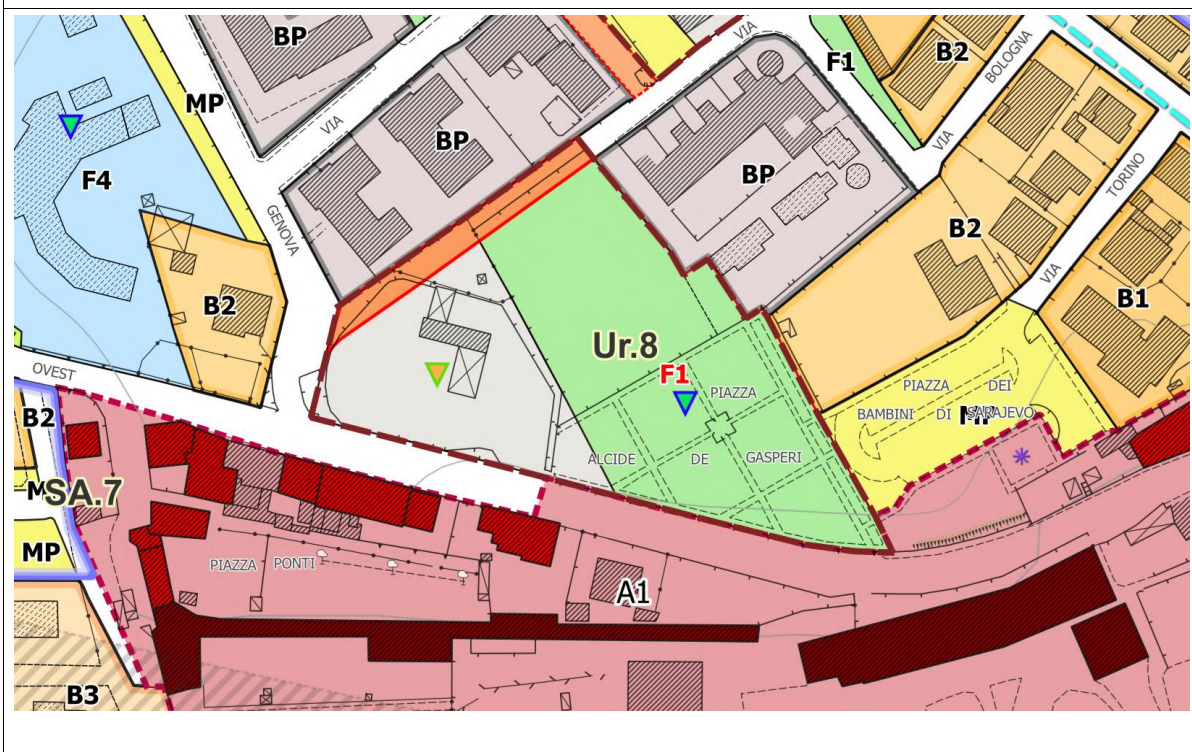 BP
VIA
F1
B2
BOLOGNA
MP
VIA
BP
VIA
F4
BP
TORINO
GENOVA
B2
VIA
B2
B1
Ur.8
OVEST
F1
PIAZZA
PIAZZA DEI
BAMBINI DI SARAJEVO
MP
B2
ALCIDE DE GASPERI
M
SA.7
MP
PIAZZA PONTI
A1
B3